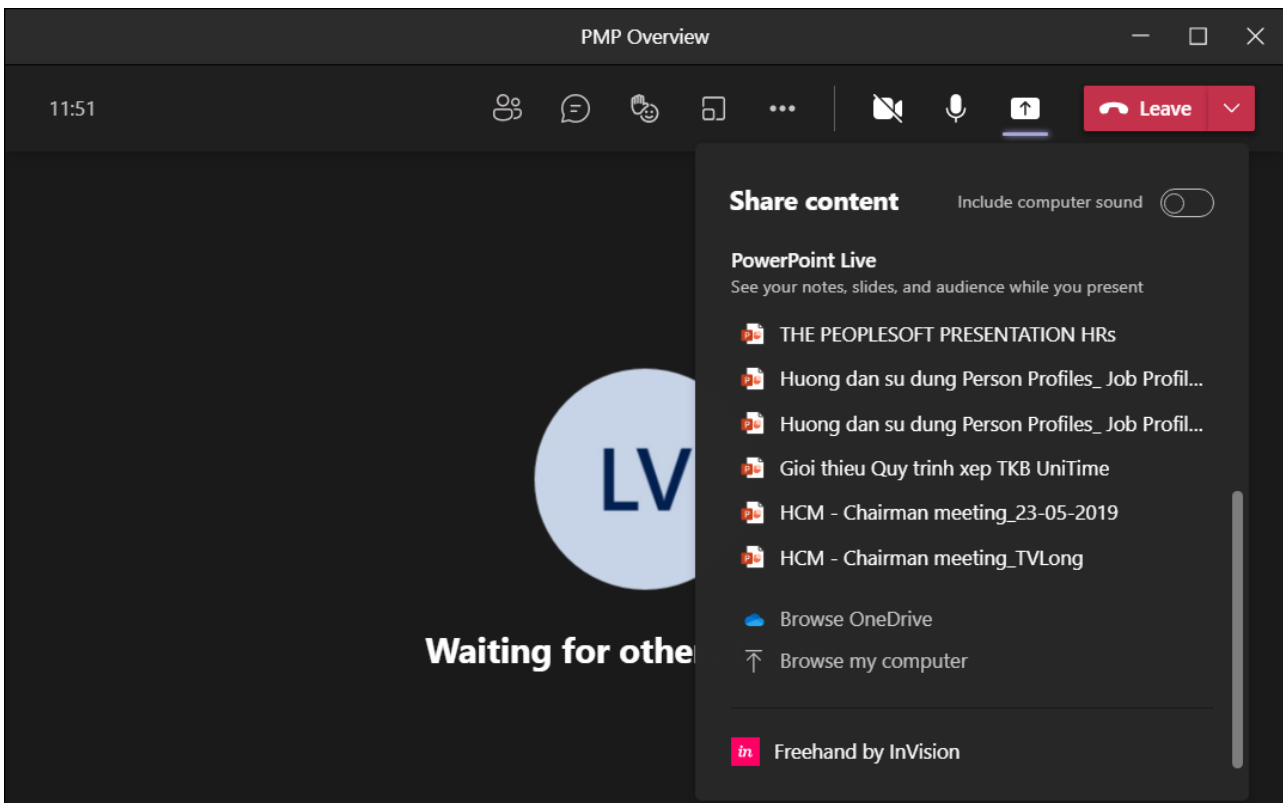 PMP Overview
11:51
Leave
Share content
Include computer sound
PowerPoint Live
See your notes, slides, and audience while you present
THE PEOPLESOFT PRESENTATION HRs
Huong dan su dung Person Profiles_ Job Profil...
Huong dan su dung Person Profiles_ Job Profil...
Gioi thieu Quy trinh xep TKB UniTime
HCM - Chairman meeting_23-05-2019
HCM - Chairman meeting_TVLong
Browse OneDrive
Browse my computer
in Freehand by InVision
LV
Waiting for othe